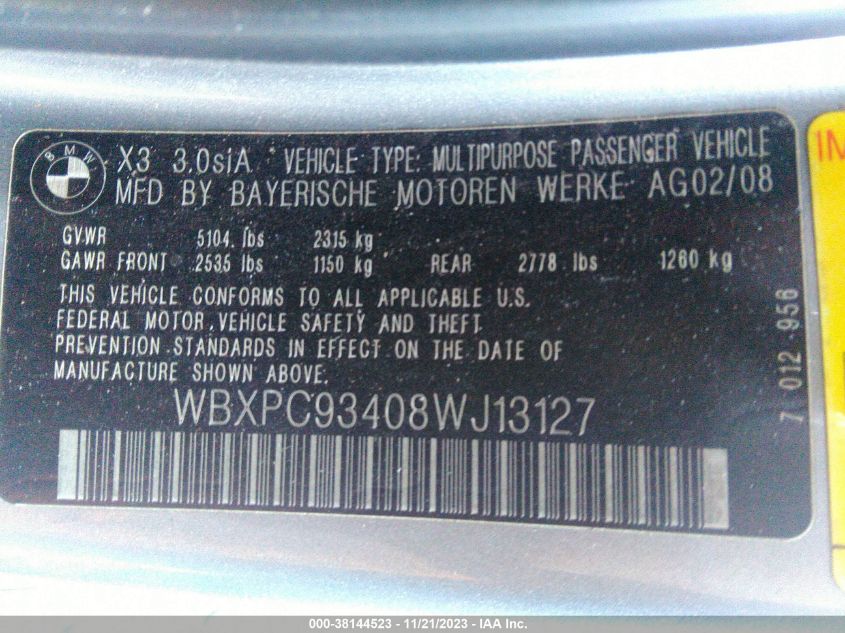 BMW
X3 3.0siA VEHICLE TYPE: MULTIPURPOSE PASSENGER VEHICLE
MFD BY BAYERISCHE MOTOREN WERKE AG02/08
GVWR 5104 lbs 2315 kg
GAWR FRONT 2535 lbs 1150 kg REAR 2778 lbs 1260 kg
THIS VEHICLE CONFORMS TO ALL APPLICABLE U.S.
FEDERAL MOTOR VEHICLE SAFETY AND THEFT
PREVENTION STANDARDS IN EFFECT ON THE DATE OF
MANUFACTURE SHOWN ABOVE.
WBXPC93408WJ13127
7 012 956
000-38144523 - 11/21/2023 - IAA Inc.